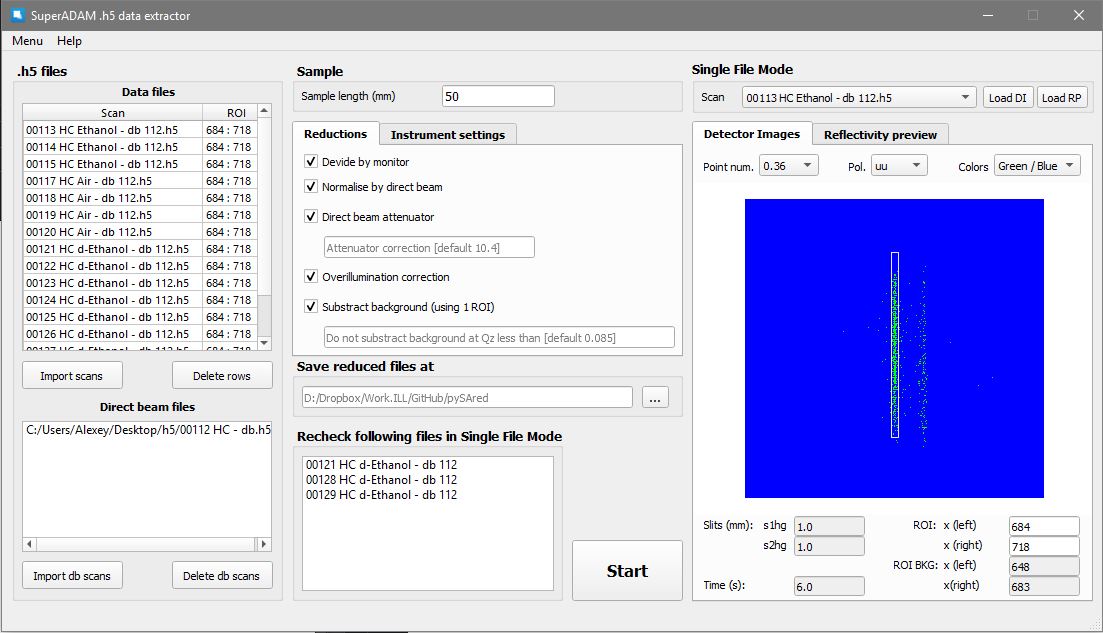 SuperADAM .h5 data extractor
Menu Help
.h5 files
Data files
Scan ROI
00113 HC Ethanol - db 112.h5 684 : 718
00114 HC Ethanol - db 112.h5 684 : 718
00115 HC Ethanol - db 112.h5 684 : 718
00117 HC Air - db 112.h5 684 : 718
00118 HC Air - db 112.h5 684 : 718
00119 HC Air - db 112.h5 684 : 718
00120 HC Air - db 112.h5 684 : 718
00121 HC d-Ethanol - db 112.h5 684 : 718
00122 HC d-Ethanol - db 112.h5 684 : 718
00123 HC d-Ethanol - db 112.h5 684 : 718
00124 HC d-Ethanol - db 112.h5 684 : 718
00125 HC d-Ethanol - db 112.h5 684 : 718
00126 HC d-Ethanol - db 112.h5 684 : 718
00127 HC d-Ethanol - db 112.h5 684 : 718
Import scans Delete rows
Direct beam files
C:/Users/Alexey/Desktop/h5/00112 HC - db.h5
Import db scans Delete db scans
Sample
Sample length (mm) 50
Reductions Instrument settings
Devide by monitor
Normalise by direct beam
Direct beam attenuator
Attenuator correction [default 10.4]
Overillumination correction
Substract background (using 1 ROI)
Do not substract background at Qz less than [default 0.085]
Save reduced files at
D:/Dropbox/Work.ILL/GitHub/pySAred ...
Recheck following files in Single File Mode
00121 HC d-Ethanol - db 112
00128 HC d-Ethanol - db 112
00129 HC d-Ethanol - db 112
Start
Single File Mode
Scan 00113 HC Ethanol - db 112.h5 Load DI Load RP
Detector Images Reflectivity preview
Point num. 0.36 Pol. uu Colors Green / Blue
Slits (mm): s1hg 1.0 ROI: x (left) 684
s2hg 1.0 x (right) 718
ROI BKG: x (left) 648
Time (s): 6.0 x(right) 683